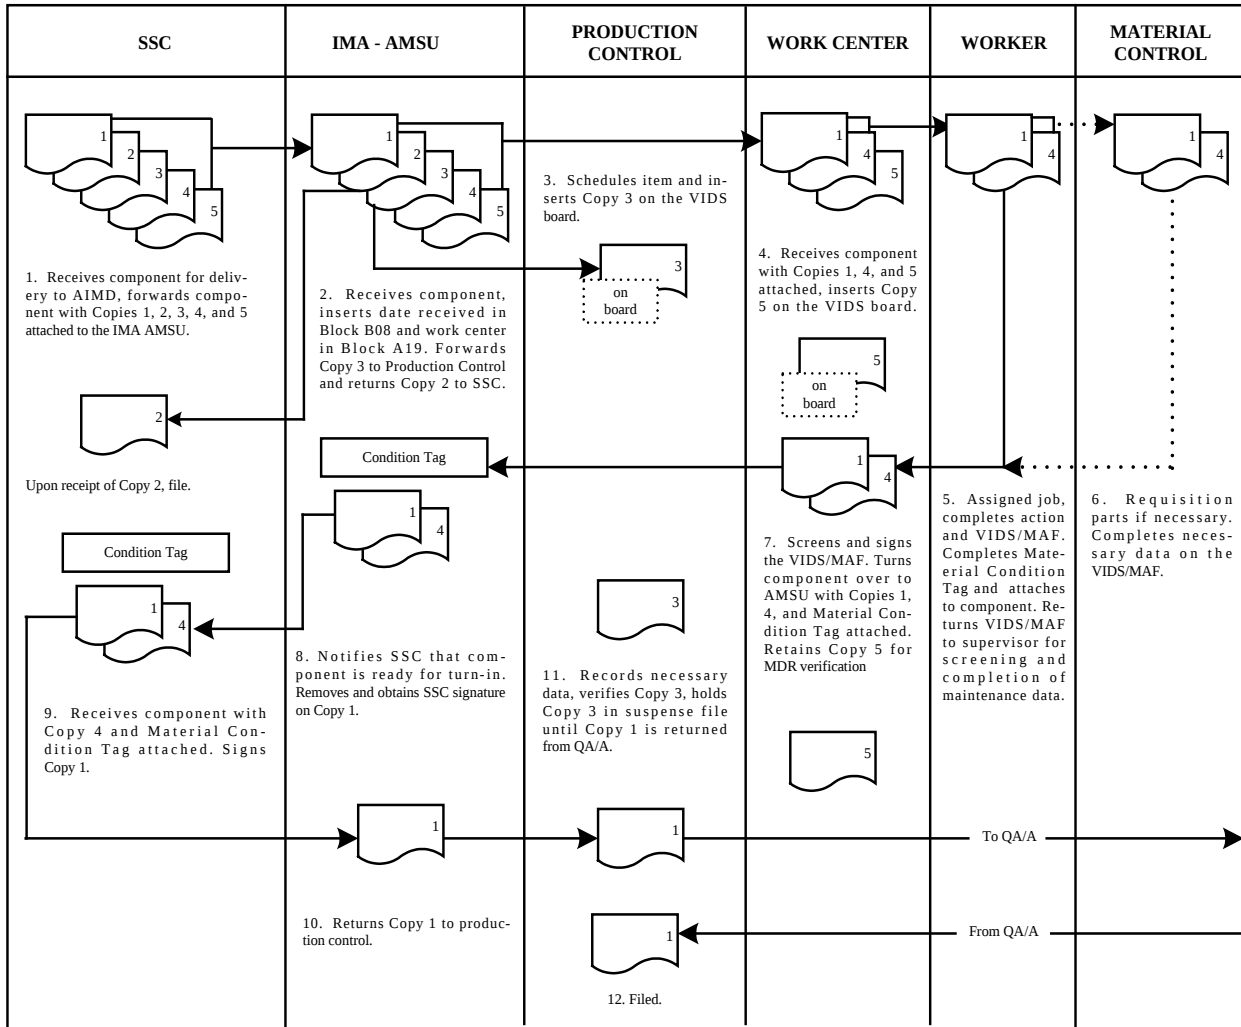 SSC
IMA - AMSU
PRODUCTION
CONTROL
WORK CENTER
WORKER
MATERIAL
CONTROL
1
2
3
4
5
1. Receives component for deliv-
ery to AIMD, forwards compo-
nent with Copies 1, 2, 3, 4, and 5
attached to the IMA AMSU.
1
2
3
4
5
2. Receives component,
inserts date received in
Block B08 and work center
in Block A19. Forwards
Copy 3 to Production Control
and returns Copy 2 to SSC.
2
Upon receipt of Copy 2, file.
3. Schedules item and in-
serts Copy 3 on the VIDS
board.
3
on
board
1
4
5
4. Receives component
with Copies 1, 4, and 5
attached, inserts Copy
5 on the VIDS board.
5
on
board
1
4
5. Assigned job,
completes action
and VIDS/MAF.
Completes Mate-
rial Condition
Tag and attaches
to component. Re-
turns VIDS/MAF
to supervisor for
screening and
completion of
maintenance data.
1
4
6. Requisition
parts if necessary.
Completes neces-
sary data on the
VIDS/MAF.
1
4
7. Screens and signs
the VIDS/MAF. Turns
component over to
AMSU with Copies 1,
4, and Material Con-
dition Tag attached.
Retains Copy 5 for
MDR verification
5
Condition Tag
1
4
8. Notifies SSC that com-
ponent is ready for turn-in.
Removes and obtains SSC signature
on Copy 1.
Condition Tag
1
4
9. Receives component with
Copy 4 and Material Con-
dition Tag attached. Signs
Copy 1.
1
10. Returns Copy 1 to produc-
tion control.
3
11. Records necessary
data, verifies Copy 3, holds
Copy 3 in suspense file
until Copy 1 is returned
from QA/A.
1
To QA/A
From QA/A
1
12. Filed.